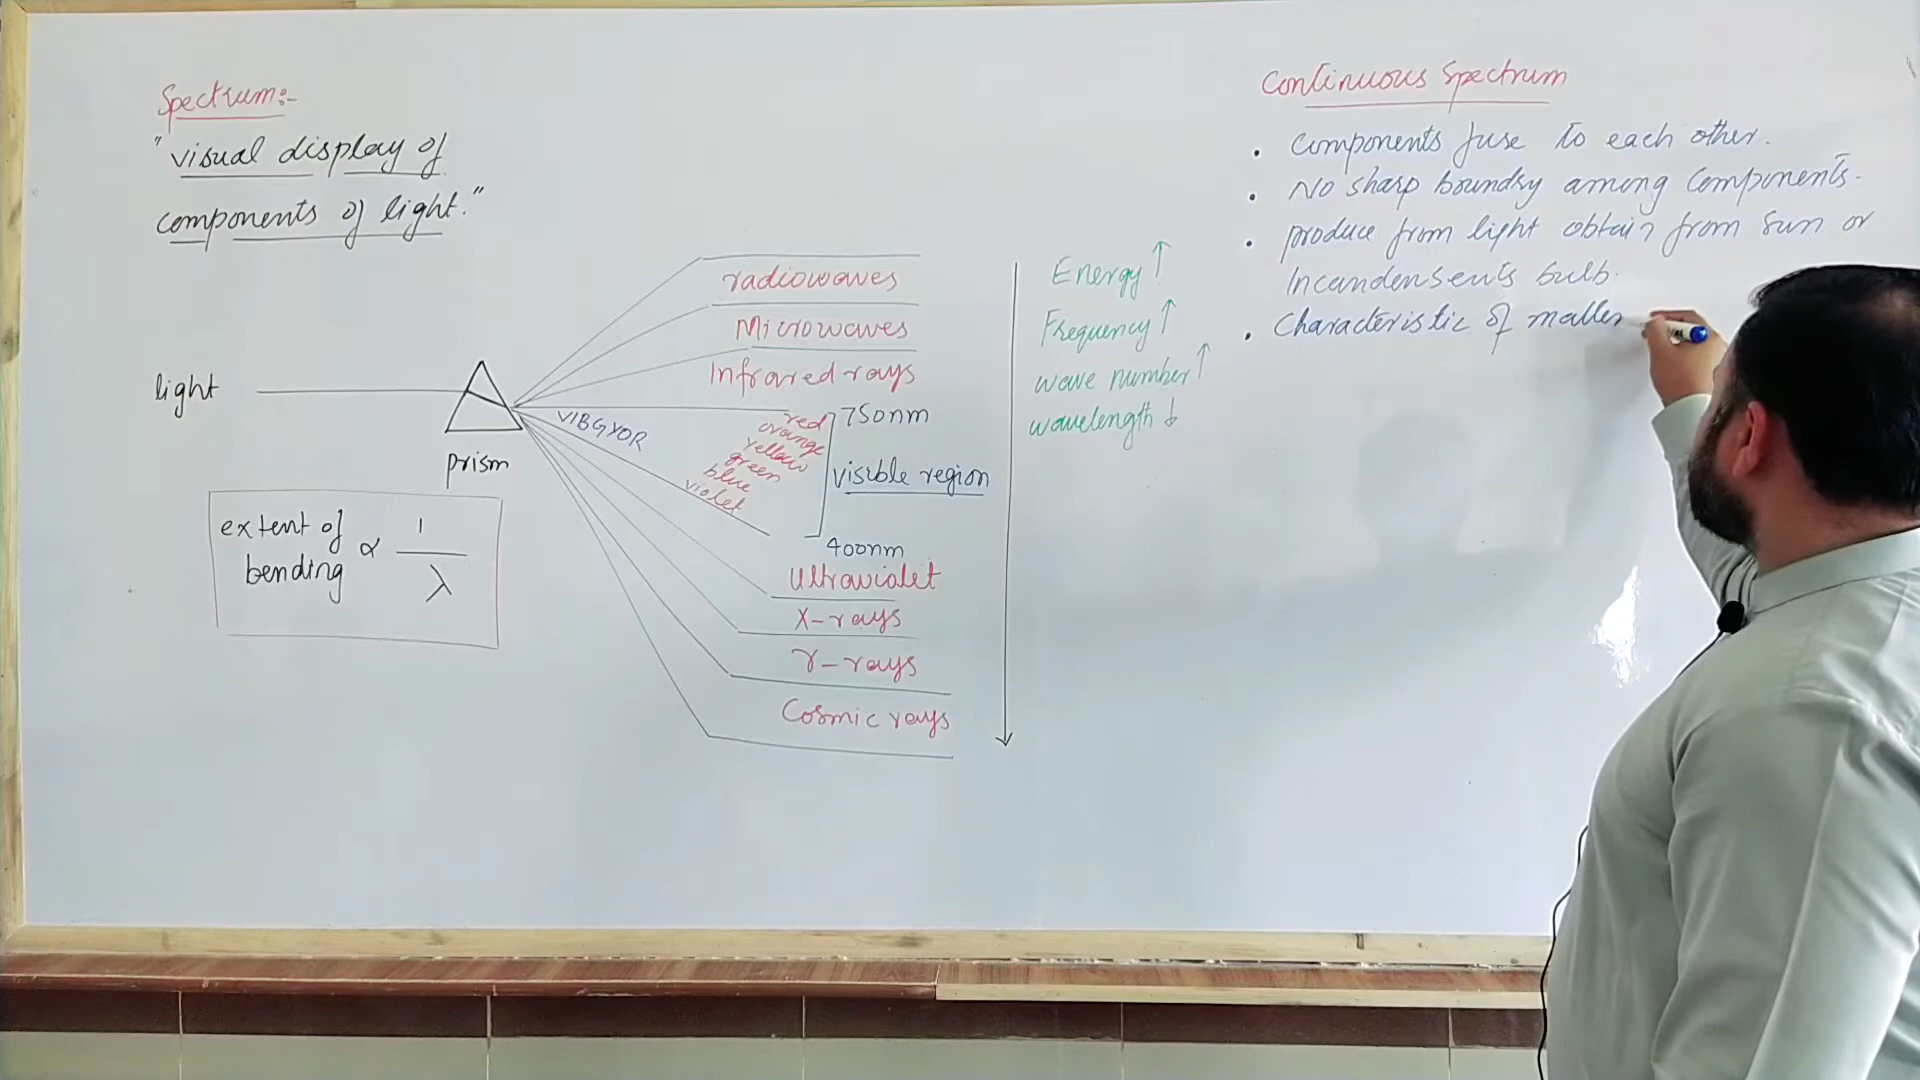 Spectrum:-
"visual display of
components of light."
light
prism
extent of
bending ∝ 1/λ
radiowaves
Microwaves
Infrared rays
VIBGYOR
red
orange
yellow
green
blue
violet
750nm
visible region
400nm
Ultraviolet
X-rays
γ-rays
Cosmic rays
Energy ↑
Frequency ↑
wave number ↑
wavelength ↓
Continuous Spectrum
• Components fuse to each other.
• No sharp boundry among Components.
• produce from light obtain from Sun or
Incandensents bulb.
• Characteristic of matter